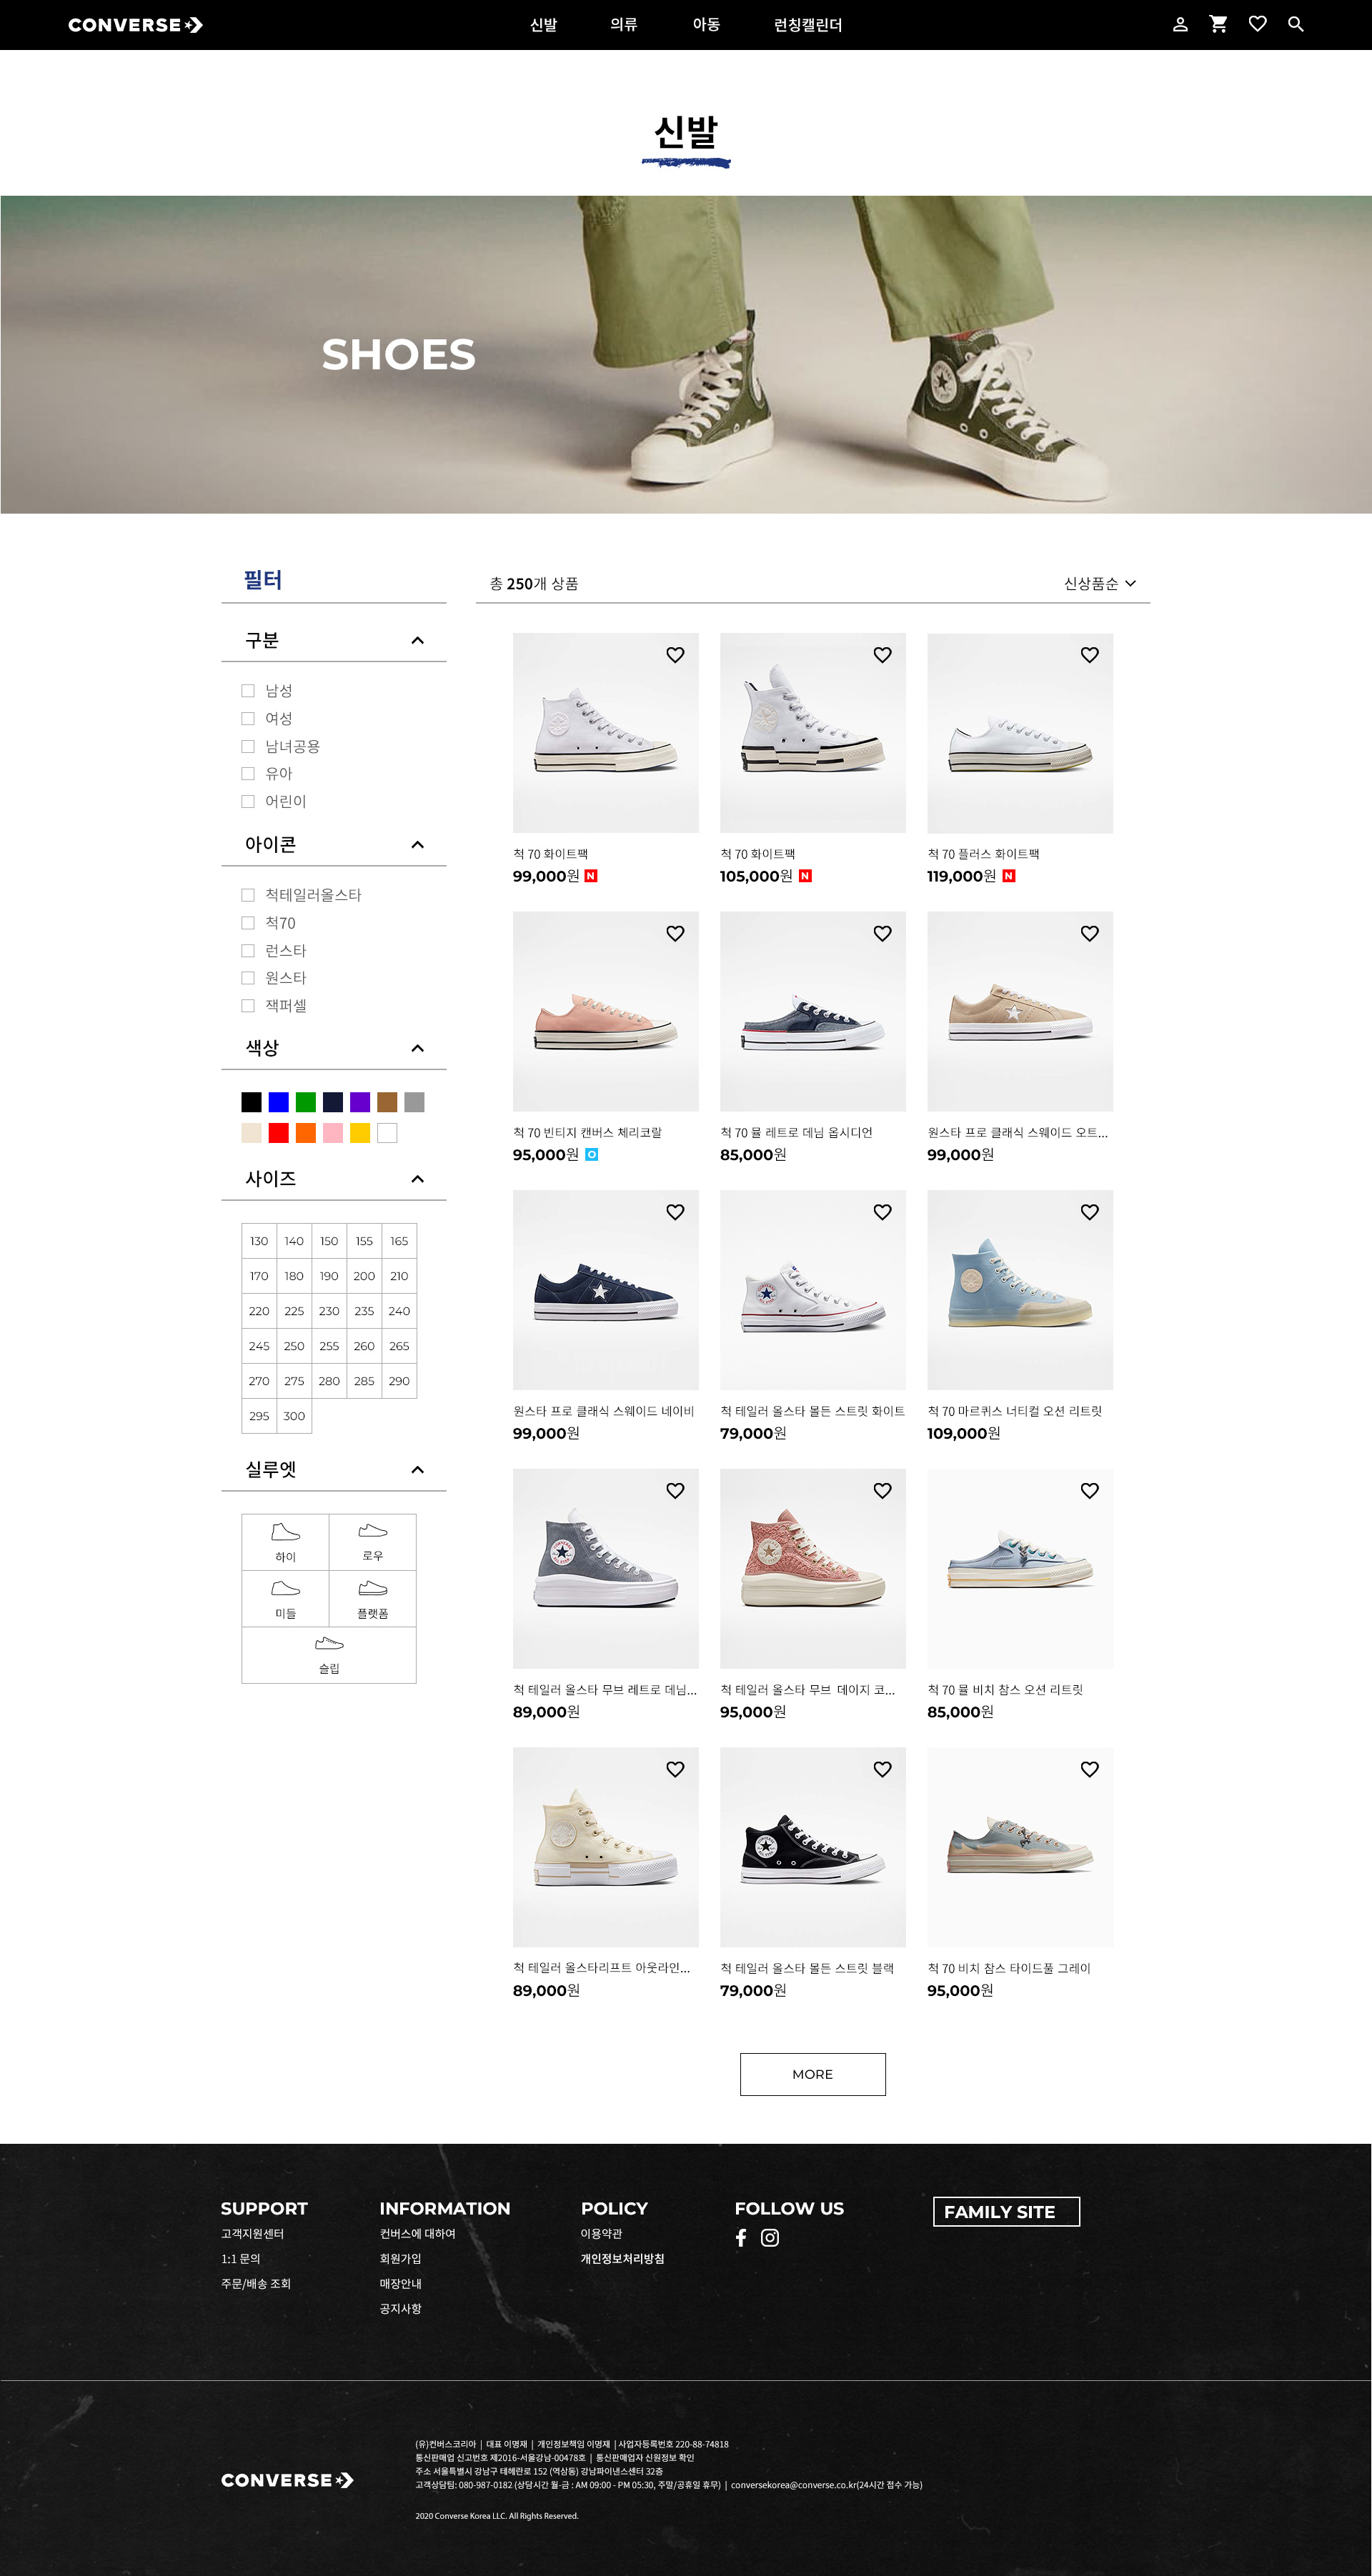 CONVERSE
신발
의류
아동
런칭캘린더
신발
SHOES
필터
총 250개 상품
신상품순
구분
남성
여성
남녀공용
유아
어린이
아이콘
척테일러올스타
척70
런스타
원스타
잭퍼셀
색상
사이즈
130 140 150 155 165
170 180 190 200 210
220 225 230 235 240
245 250 255 260 265
270 275 280 285 290
295 300
실루엣
하이
로우
미들
플랫폼
슬립
척 70 화이트팩
99,000원 N
척 70 화이트팩
105,000원 N
척 70 플러스 화이트팩
119,000원 N
척 70 빈티지 캔버스 체리코랄
95,000원 O
척 70 뮬 레트로 데님 옵시디언
85,000원
원스타 프로 클래식 스웨이드 오트...
99,000원
원스타 프로 클래식 스웨이드 네이비
99,000원
척 테일러 올스타 몰든 스트릿 화이트
79,000원
척 70 마르퀴스 너티컬 오션 리트릿
109,000원
척 테일러 올스타 무브 레트로 데님...
89,000원
척 테일러 올스타 무브 데이지 코...
95,000원
척 70 뮬 비치 참스 오션 리트릿
85,000원
척 테일러 올스타리프트 아웃라인...
89,000원
척 테일러 올스타 몰든 스트릿 블랙
79,000원
척 70 비치 참스 타이드풀 그레이
95,000원
MORE
SUPPORT
고객지원센터
1:1 문의
주문/배송 조회
INFORMATION
컨버스에 대하여
회원가입
매장안내
공지사항
POLICY
이용약관
개인정보처리방침
FOLLOW US
FAMILY SITE
CONVERSE
(유)컨버스코리아 | 대표 이명재 | 개인정보책임 이명재 | 사업자등록번호 220-88-74818
통신판매업 신고번호 제2016-서울강남-00478호 | 통신판매업자 신원정보 확인
주소 서울특별시 강남구 테헤란로 152 (역삼동) 강남파이낸스센터 32층
고객상담팀: 080-987-0182 (상담시간 월-금 : AM 09:00 - PM 05:30, 주말/공휴일 휴무) | conversekorea@converse.co.kr(24시간 접수 가능)
2020 Converse Korea LLC. All Rights Reserved.